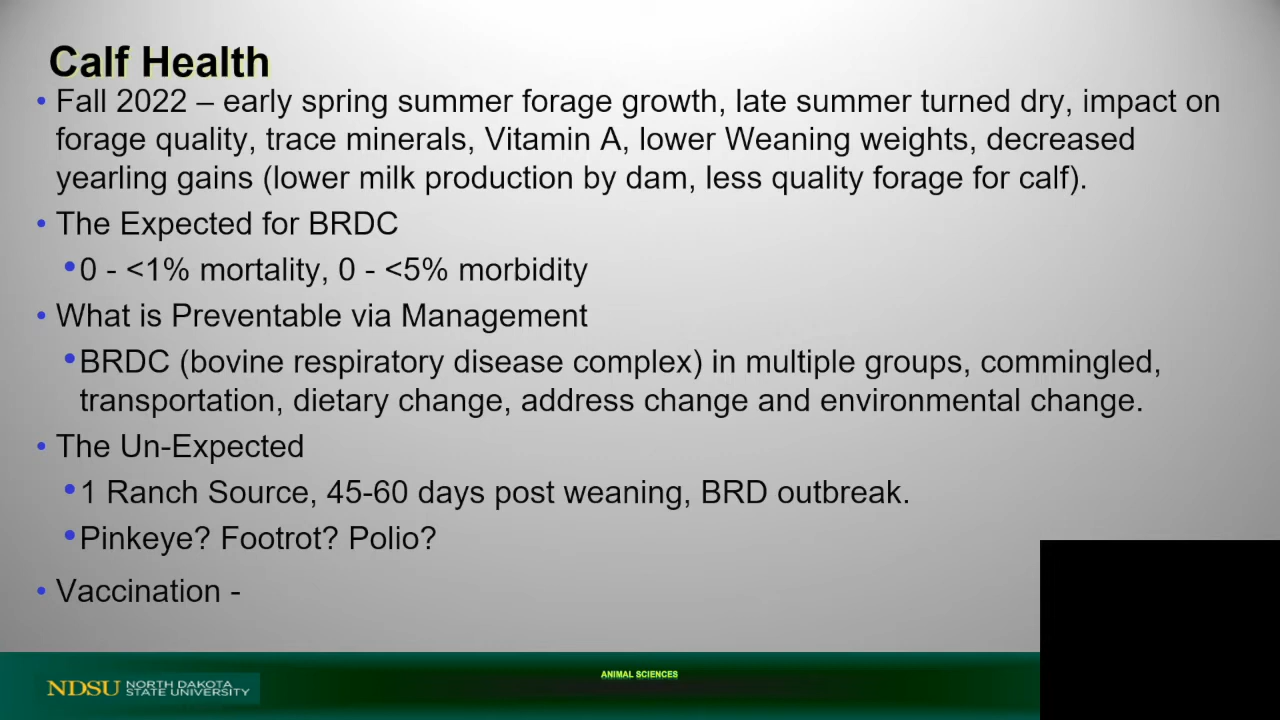 Calf Health
• Fall 2022 – early spring summer forage growth, late summer turned dry, impact on
forage quality, trace minerals, Vitamin A, lower Weaning weights, decreased
yearling gains (lower milk production by dam, less quality forage for calf).
• The Expected for BRDC
• 0 - <1% mortality, 0 - <5% morbidity
• What is Preventable via Management
• BRDC (bovine respiratory disease complex) in multiple groups, commingled,
transportation, dietary change, address change and environmental change.
• The Un-Expected
• 1 Ranch Source, 45-60 days post weaning, BRD outbreak.
• Pinkeye? Footrot? Polio?
• Vaccination -
ANIMAL SCIENCES
NDSU NORTH DAKOTA
STATE UNIVERSITY